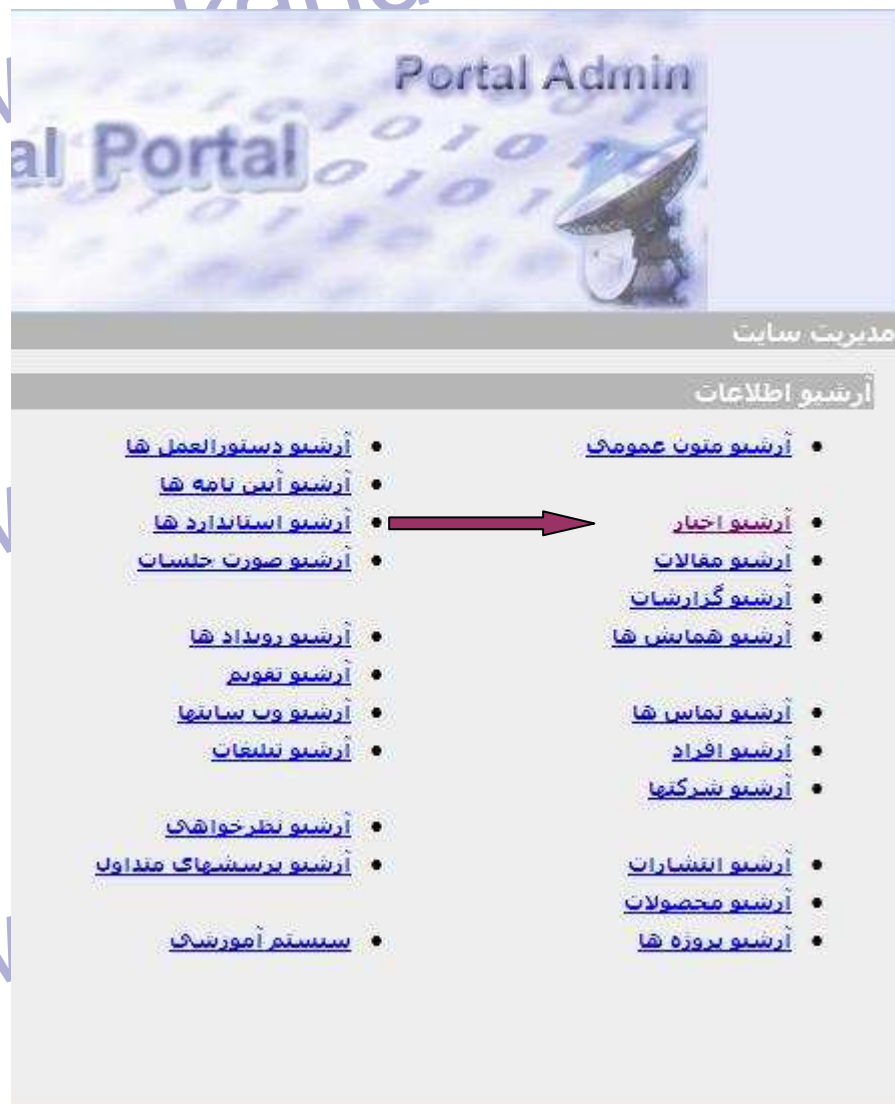 Portal Admin
al Portal
مدیریت سایت
آرشیو اطلاعات
آرشیو متون عمومی
آرشیو اخبار
آرشیو مقالات
آرشیو گزارشات
آرشیو همایش ها
آرشیو تماس ها
آرشیو افراد
آرشیو شرکتها
آرشیو انتشارات
آرشیو محصولات
آرشیو پروژه ها
آرشیو دستورالعمل ها
آرشیو آیین نامه ها
آرشیو استاندارد ها
آرشیو صورت جلسات
آرشیو رویداد ها
آرشیو تقویم
آرشیو وب سایتها
آرشیو تبلیغات
آرشیو نظرخواهی
آرشیو پرسشهای متداول
سیستم آموزشی